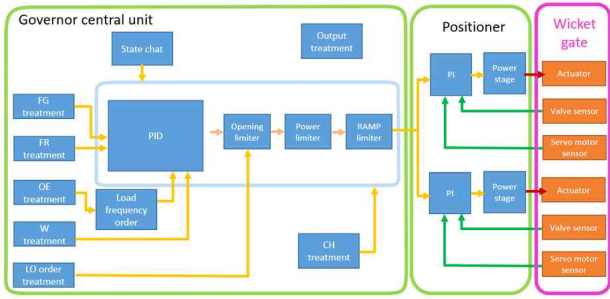 Governor central unit
Positioner
Wicket
gate
State chat
Output
treatment
PI
Power
stage
Actuator
Valve sensor
Servo motor
sensor
FG
treatment
FR
treatment
PID
Opening
limiter
Power
limiter
RAMP
limiter
OE
treatment
Load
frequency
order
W
treatment
CH
treatment
LO order
treatment
PI
Power
stage
Actuator
Valve sensor
Servo motor
sensor